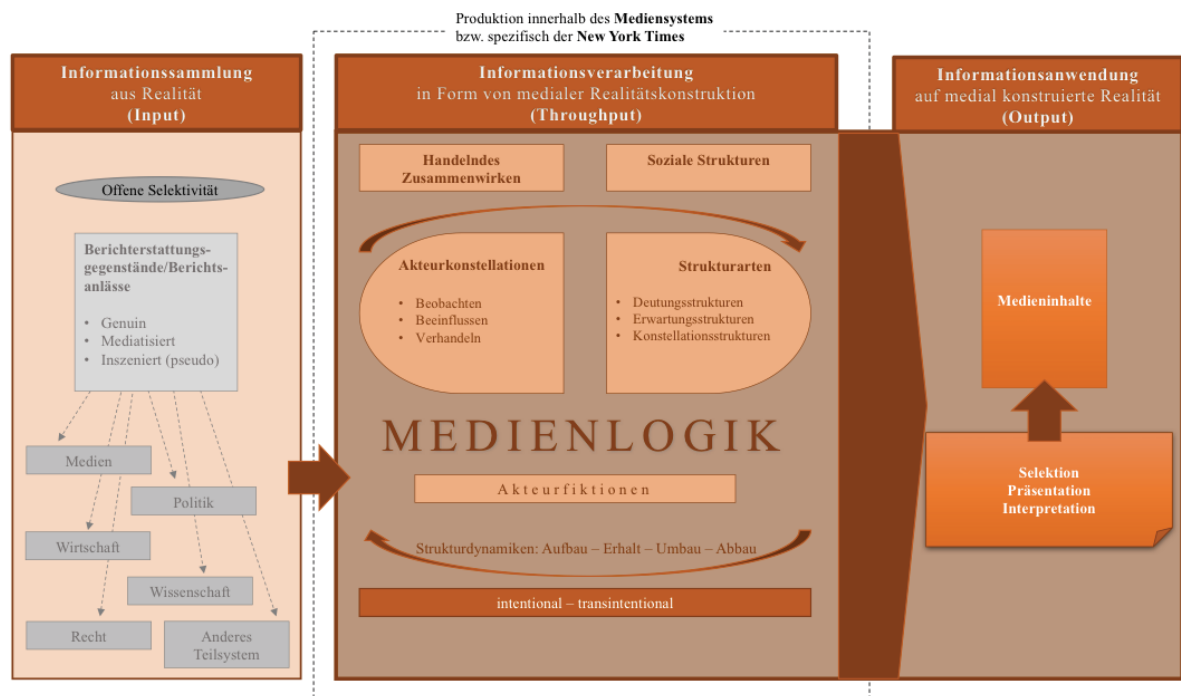 Produktion innerhalb des Mediensystems
bzw. spezifisch der New York Times
Informationssammlung
aus Realität
(Input)
Offene Selektivität
Berichterstattungs-
gegenstände/Berichts-
anlässe
• Genuin
• Mediatisiert
• Inszeniert (pseudo)
Medien
Politik
Wirtschaft
Wissenschaft
Recht
Anderes
Teilsystem
Informationsverarbeitung
in Form von medialer Realitätskonstruktion
(Throughput)
Handelndes
Zusammenwirken
Soziale Strukturen
Akteurkonstellationen
• Beobachten
• Beeinflussen
• Verhandeln
Strukturarten
• Deutungsstrukturen
• Erwartungsstrukturen
• Konstellationsstrukturen
MEDIENLOGIK
Akteurfiktionen
Strukturdynamiken: Aufbau – Erhalt – Umbau – Abbau
intentional – transintentional
Informationsanwendung
auf medial konstruierte Realität
(Output)
Medieninhalte
Selektion
Präsentation
Interpretation